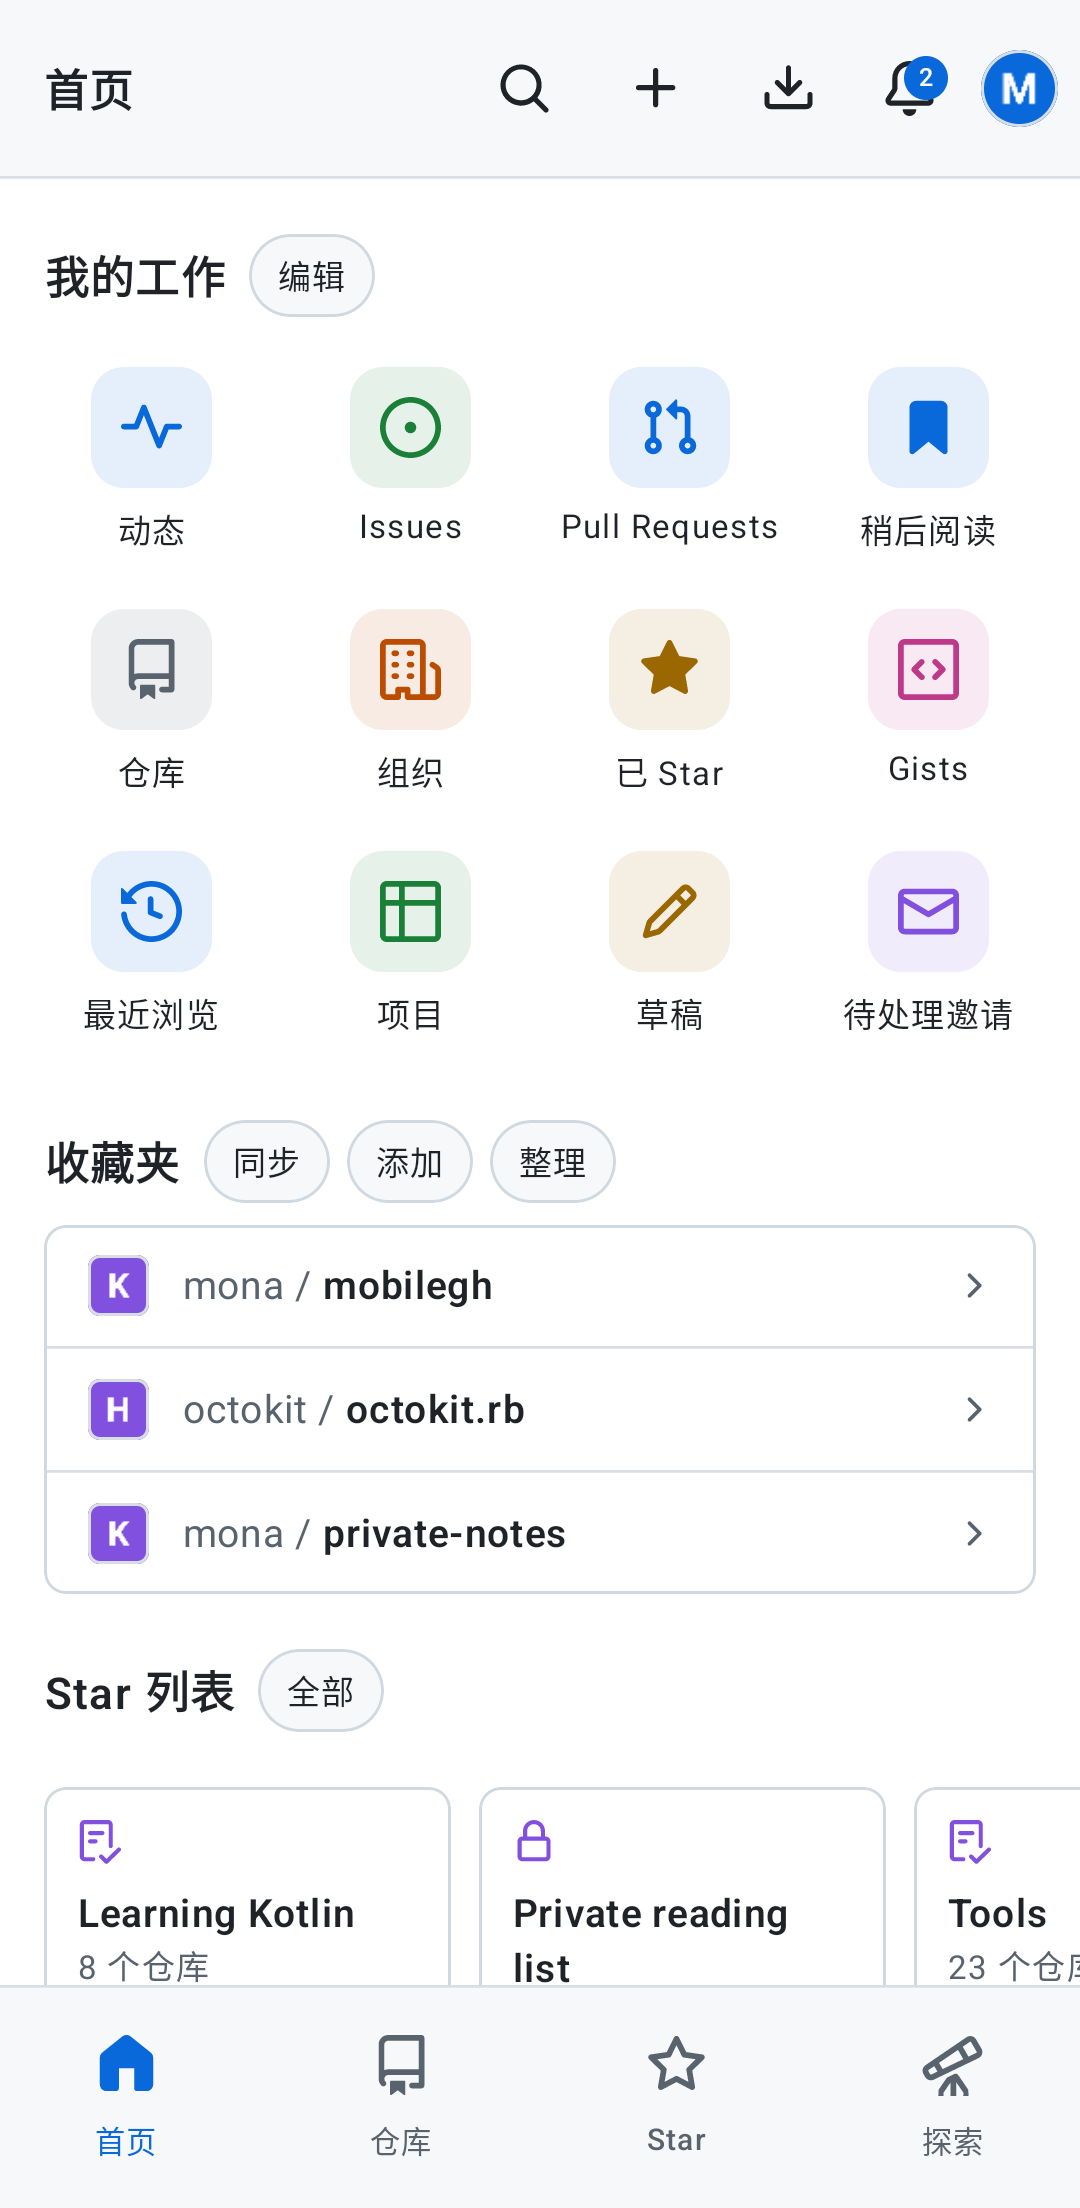 首页
2
M
我的工作 编辑
动态 Issues Pull Requests 稍后阅读
仓库 组织 已 Star Gists
最近浏览 项目 草稿 待处理邀请
收藏夹 同步 添加 整理
K mona / mobilegh
H octokit / octokit.rb
K mona / private-notes
Star 列表 全部
Learning Kotlin
8 个仓库
Private reading
list
Tools
23 个仓库
首页 仓库 Star 探索